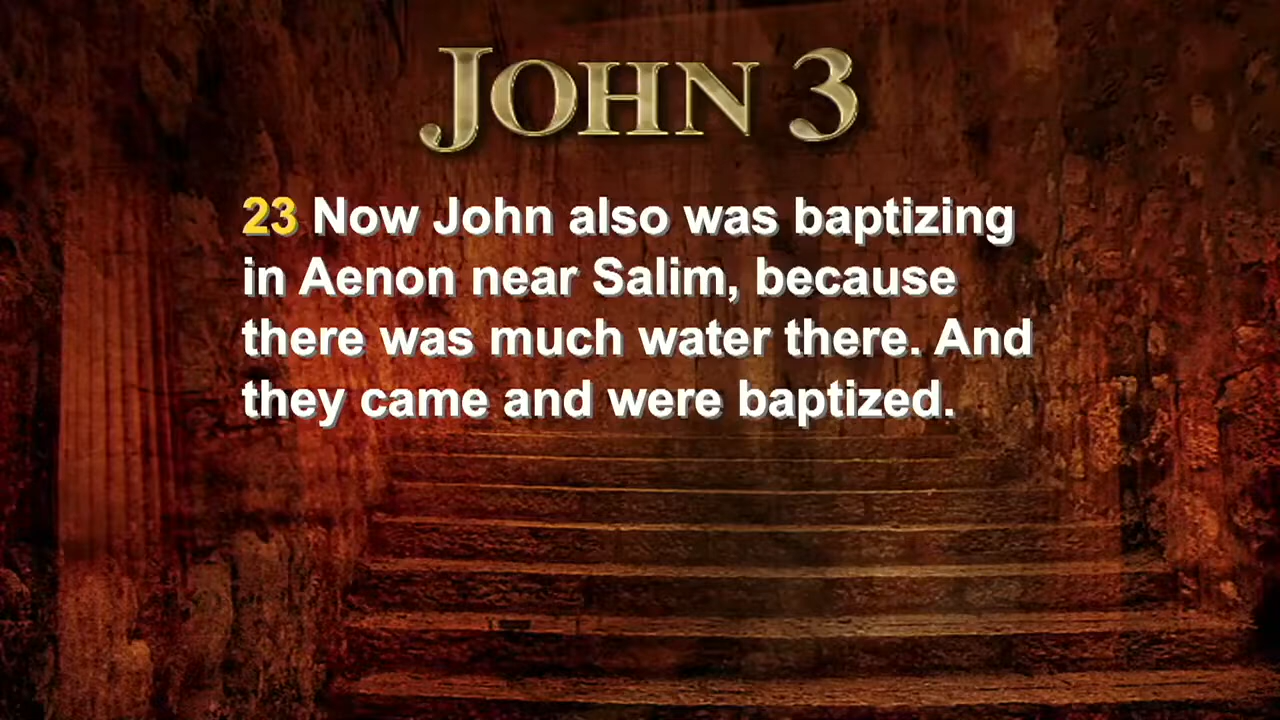 JOHN 3
23 Now John also was baptizing
in Aenon near Salim, because
there was much water there. And
they came and were baptized.